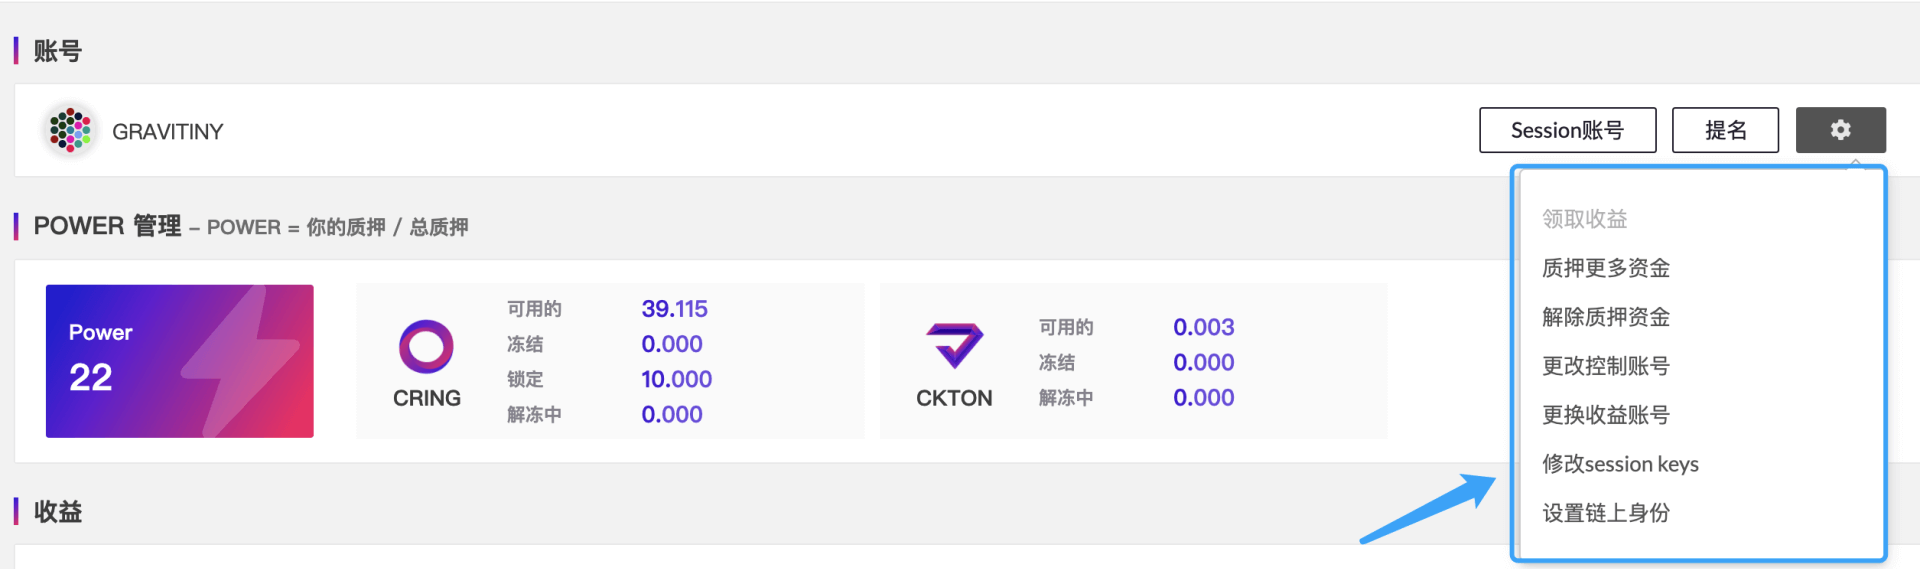 账号
GRAVITINY
Session账号
提名
POWER 管理 – POWER = 你的质押 / 总质押
Power
22
CRING
可用的 39.115
冻结 0.000
锁定 10.000
解冻中 0.000
CKTON
可用的 0.003
冻结 0.000
解冻中 0.000
领取收益
质押更多资金
解除质押资金
更改控制账号
更换收益账号
修改session keys
设置链上身份
收益